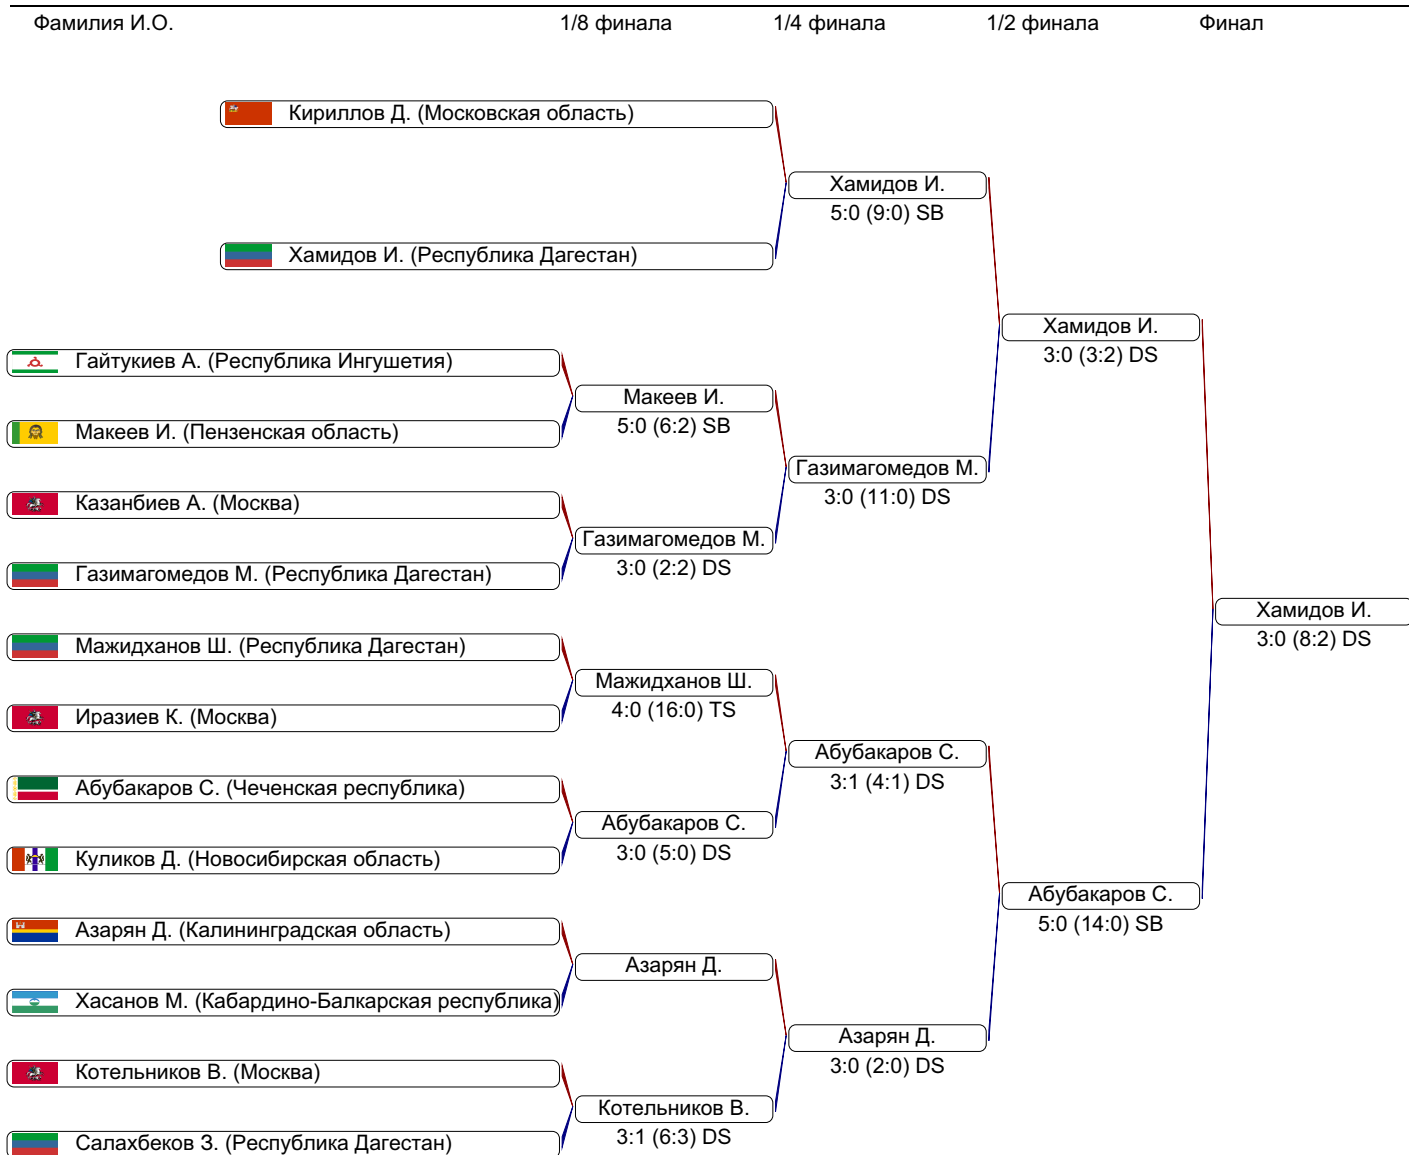 Фамилия И.О. 1/8 финала 1/4 финала 1/2 финала Финал
Кириллов Д. (Московская область)
Хамидов И.
5:0 (9:0) SB
Хамидов И. (Республика Дагестан)
Хамидов И.
3:0 (3:2) DS
Гайтукиев А. (Республика Ингушетия)
Макеев И.
5:0 (6:2) SB
Макеев И. (Пензенская область)
Газимагомедов М.
3:0 (11:0) DS
Казанбиев А. (Москва)
Газимагомедов М.
3:0 (2:2) DS
Газимагомедов М. (Республика Дагестан)
Хамидов И.
3:0 (8:2) DS
Мажидханов Ш. (Республика Дагестан)
Мажидханов Ш.
4:0 (16:0) TS
Иразиев К. (Москва)
Абубакаров С.
3:1 (4:1) DS
Абубакаров С. (Чеченская республика)
Абубакаров С.
3:0 (5:0) DS
Куликов Д. (Новосибирская область)
Абубакаров С.
5:0 (14:0) SB
Азарян Д. (Калининградская область)
Азарян Д.
Хасанов М. (Кабардино-Балкарская республика)
Азарян Д.
3:0 (2:0) DS
Котельников В. (Москва)
Котельников В.
3:1 (6:3) DS
Салахбеков З. (Республика Дагестан)